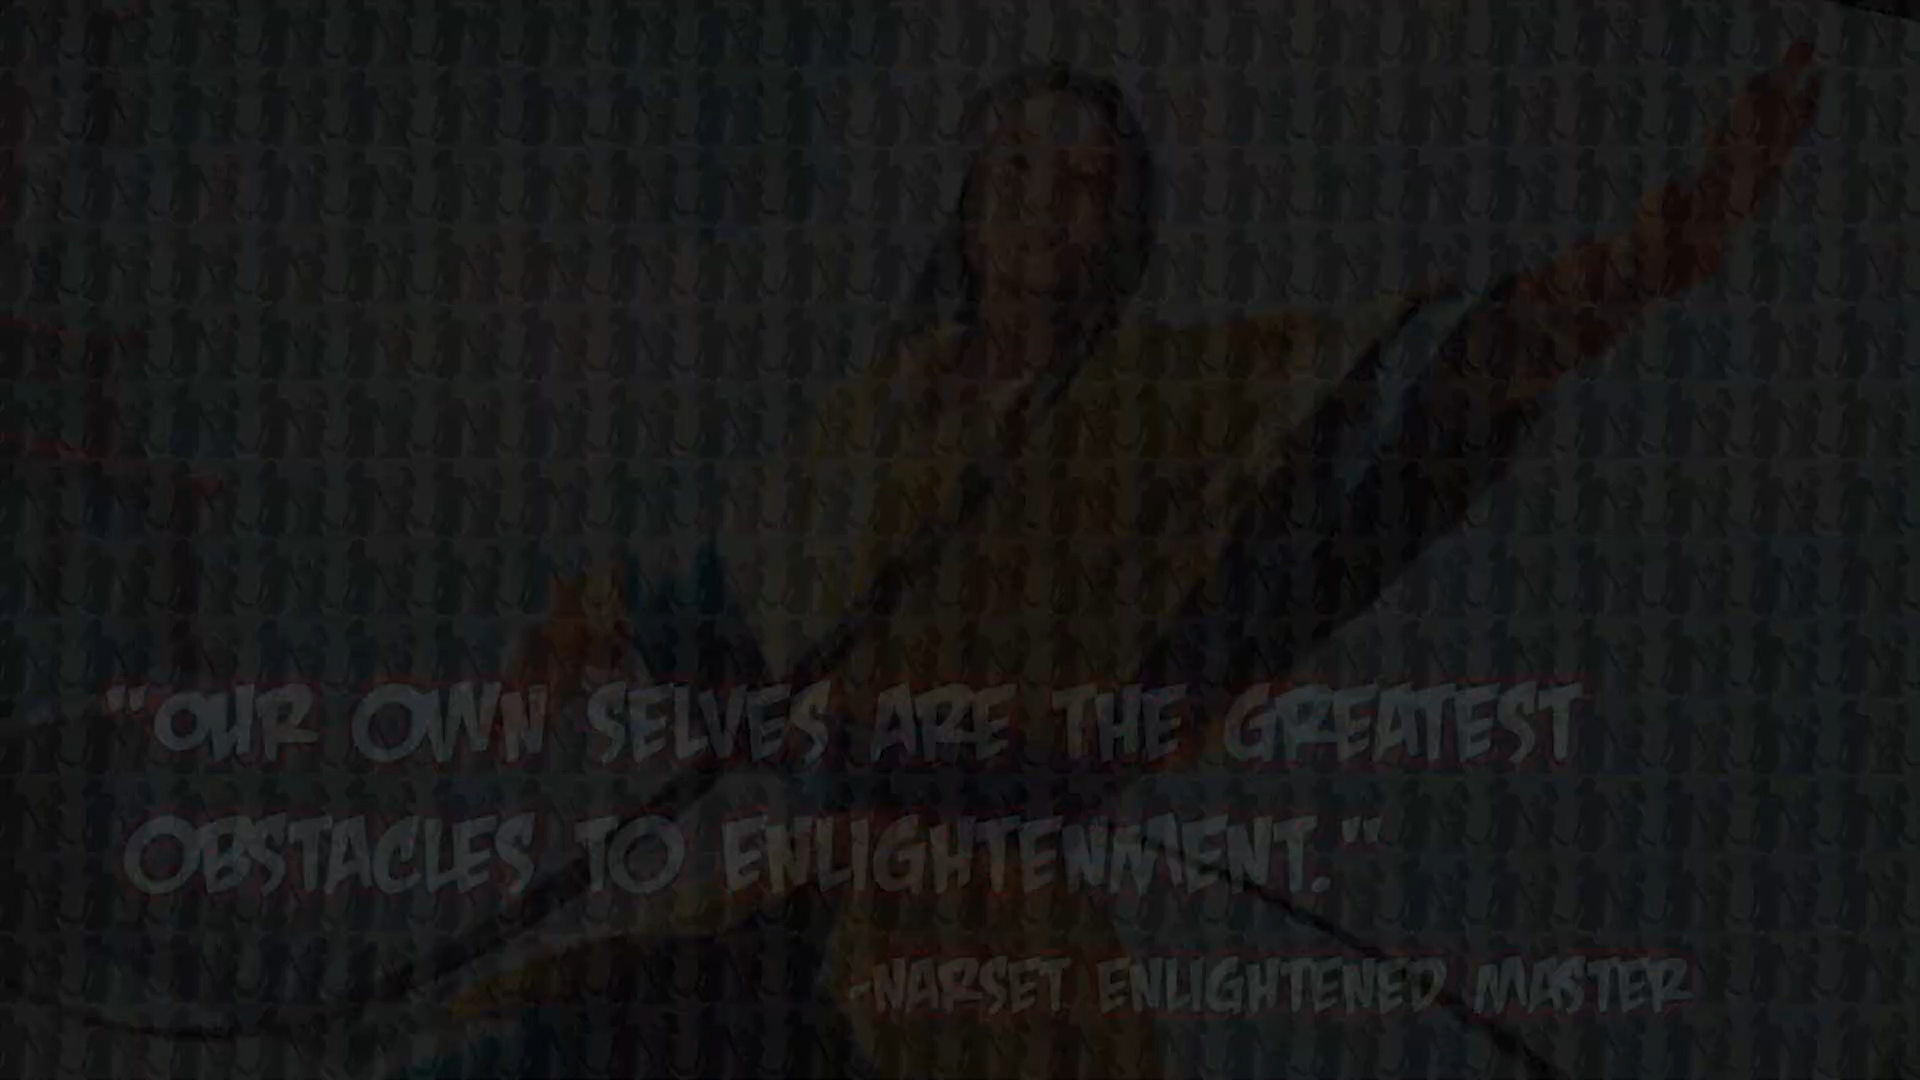 "OUR OWN SELVES ARE THE GREATEST
OBSTACLES TO ENLIGHTENMENT."
-NARSET, ENLIGHTENED MASTER